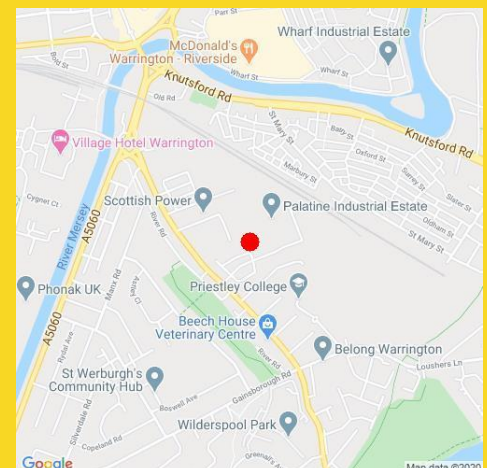 Parr St
Wharf Industrial Estate
McDonald's
Warrington - Riverside
Wharf St
Wharf St
Knutsford Rd
Old Rd
St Mary St
Knutsford Rd
Village Hotel Warrington
Oxford St
Marbury St
Surrey St
Slater St
Cygnet Ct
Scottish Power
Palatine Industrial Estate
Oldham St
River Mersey
A5060
River Rd
St Mary St
Phonak UK
Manx Rd
Priestley College
Beech House
Veterinary Centre
A5060
Rydal Ave
River Rd
Belong Warrington
Loushers Ln
St Werburgh's
Community Hub
Gainsborough Rd
Boswell Ave
Silverdale Rd
Wilderspool Park
Copeland Rd
Greenall's A
Google
Map data ©2020